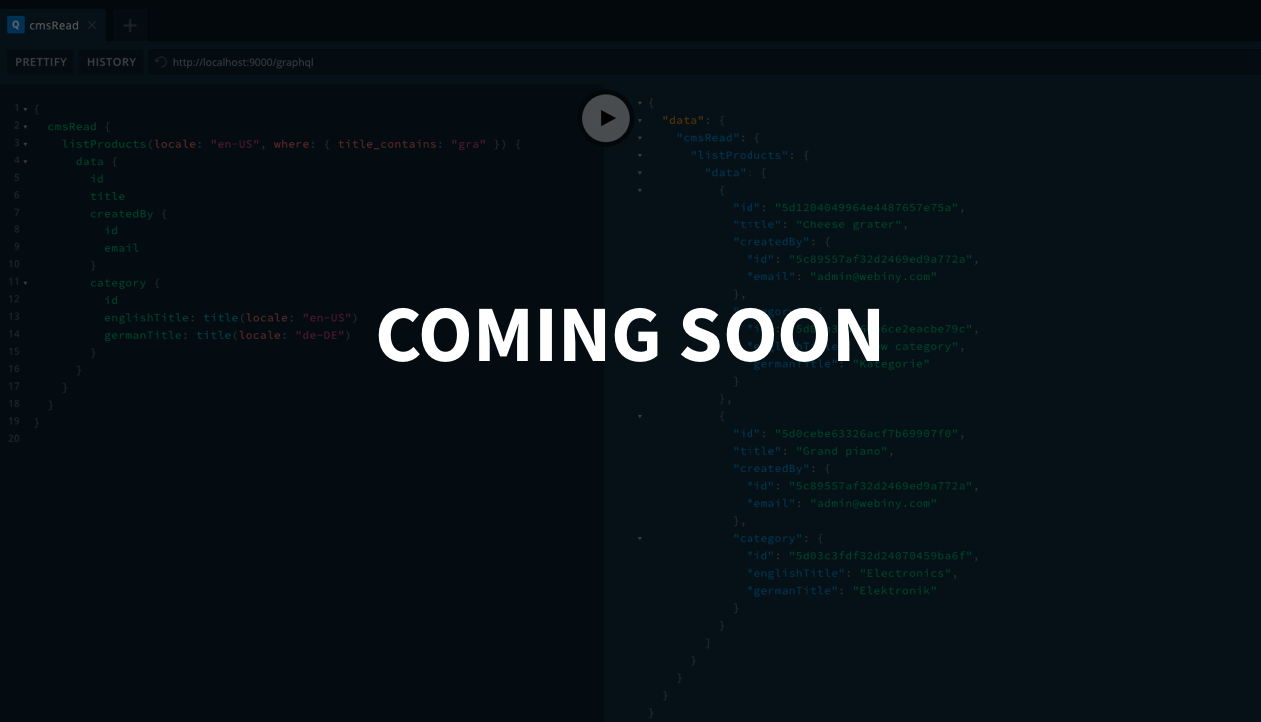 Q cmsRead × +
PRETTIFY HISTORY http://localhost:9000/graphql
1 {
2 cmsRead {
3 listProducts(locale: "en-US", where: { title_contains: "gra" }) {
4 data {
5 id
6 title
7 createdBy {
8 id
9 email
10 }
11 category {
12 id
13 englishTitle: title(locale: "en-US")
14 germanTitle: title(locale: "de-DE")
15 }
16 }
17 }
18 }
19 }
20
{
"data": {
"cmsRead": {
"listProducts": {
"data": [
{
"id": "5d1204049964e4487657e75a",
"title": "Cheese grater",
"createdBy": {
"id": "5c89557af32d2469ed9a772a",
"email": "admin@webiny.com"
},
category",
"germanTitle": "Kategorie"
}
},
{
"id": "5d0cebe63326acf7b69907f0",
"title": "Grand piano",
"createdBy": {
"id": "5c89557af32d2469ed9a772a",
"email": "admin@webiny.com"
},
"category": {
"id": "5d03c3fdf32d24070459ba6f",
"englishTitle": "Electronics",
"germanTitle": "Elektronik"
}
}
]
}
}
}
}
COMING SOON